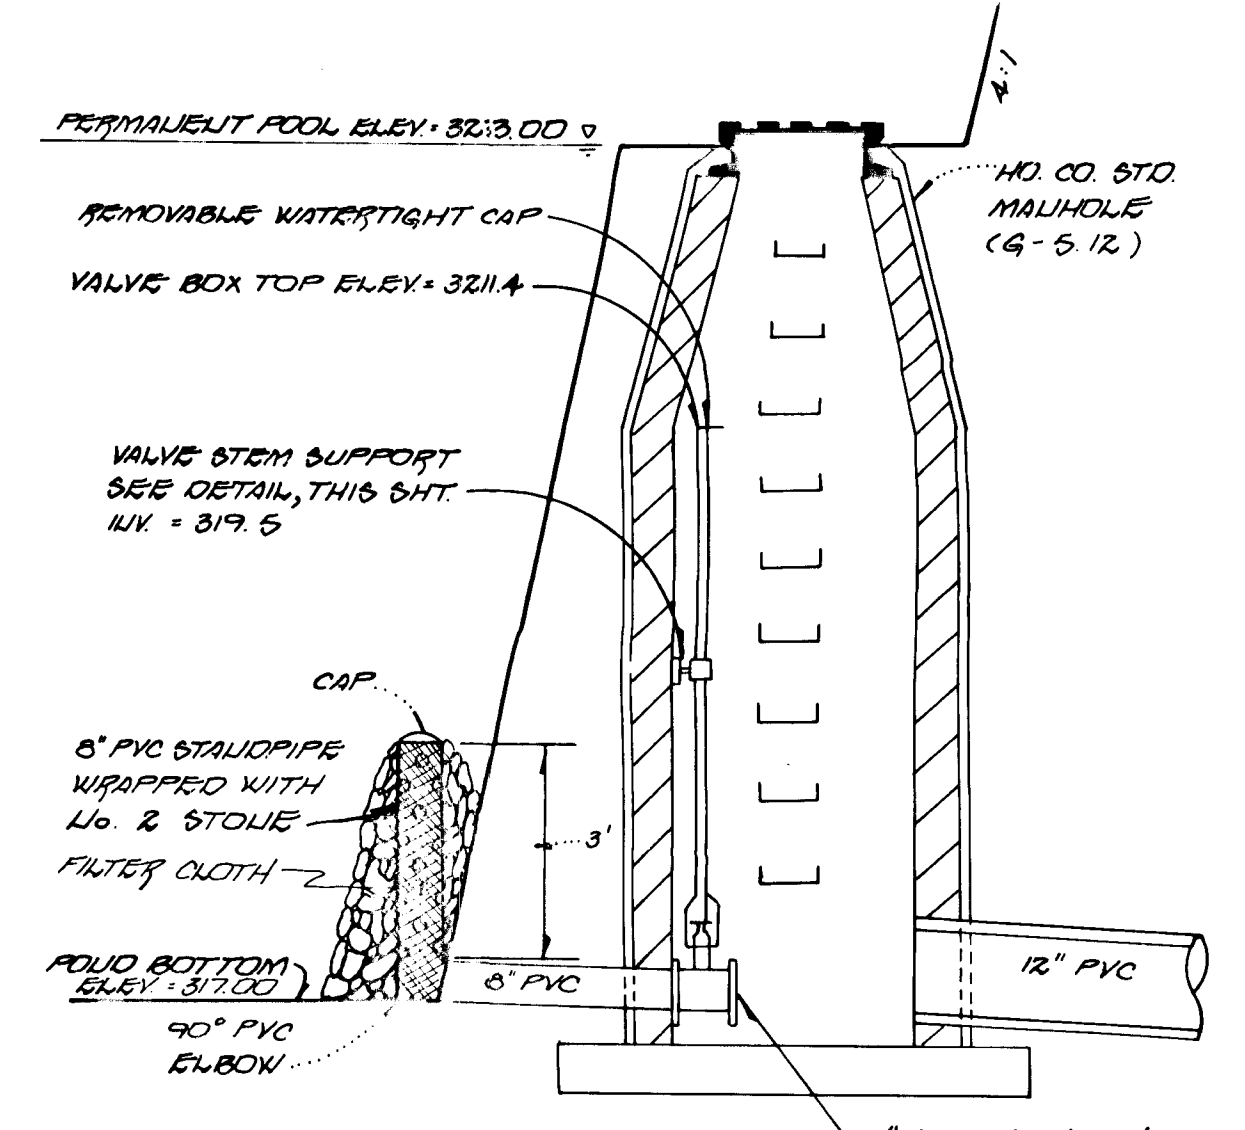 4:1
PERMANENT POOL ELEV. = 323.00
REMOVABLE WATERTIGHT CAP
VALVE BOX TOP ELEV. = 321.4
HO. CO. STD.
MANHOLE
(G-5.12)
VALVE STEM SUPPORT
SEE DETAIL, THIS SHT.
INV. = 319.5
CAP
8" PVC STANDPIPE
WRAPPED WITH
No. 2 STONE
FILTER CLOTH
3'
POND BOTTOM
ELEV. = 317.00
8" PVC
12" PVC
90° PVC
ELBOW